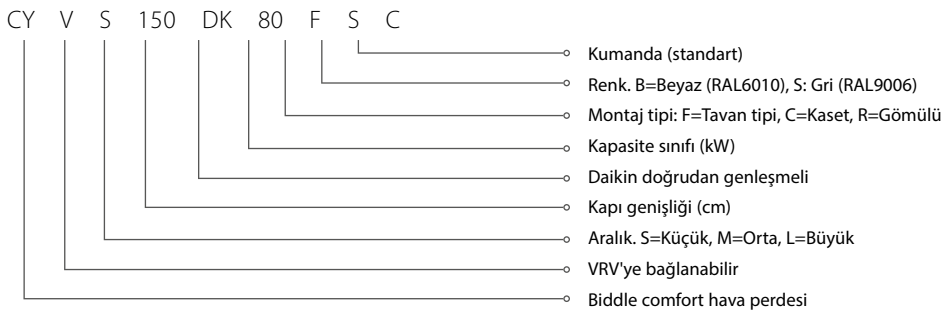 CY V S 150 DK 80 F S C
Kumanda (standart)
Renk. B=Beyaz (RAL6010), S: Gri (RAL9006)
Montaj tipi: F=Tavan tipi, C=Kaset, R=Gömülü
Kapasite sınıfı (kW)
Daikin doğrudan genleşmeli
Kapı genişliği (cm)
Aralık. S=Küçük, M=Orta, L=Büyük
VRV'ye bağlanabilir
Biddle comfort hava perdesi